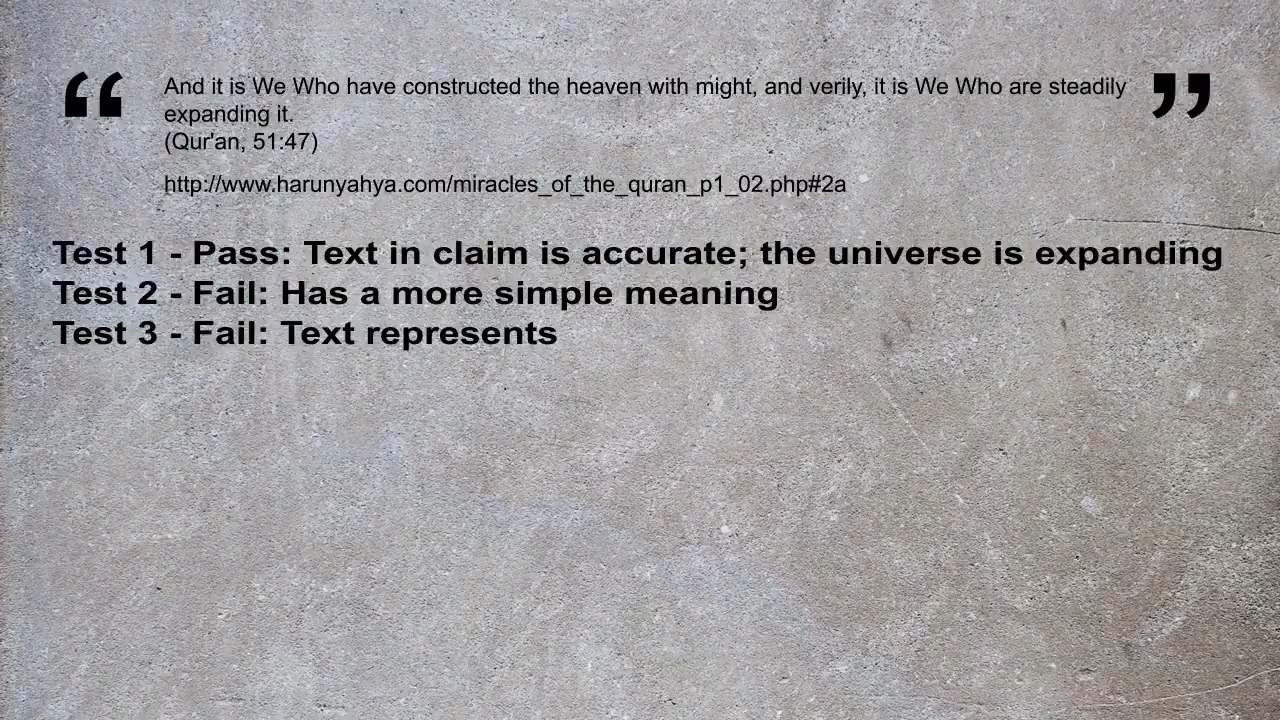 “ And it is We Who have constructed the heaven with might, and verily, it is We Who are steadily ”
expanding it.
(Qur'an, 51:47)
http://www.harunyahya.com/miracles_of_the_quran_p1_02.php#2a
Test 1 - Pass: Text in claim is accurate; the universe is expanding
Test 2 - Fail: Has a more simple meaning
Test 3 - Fail: Text represents